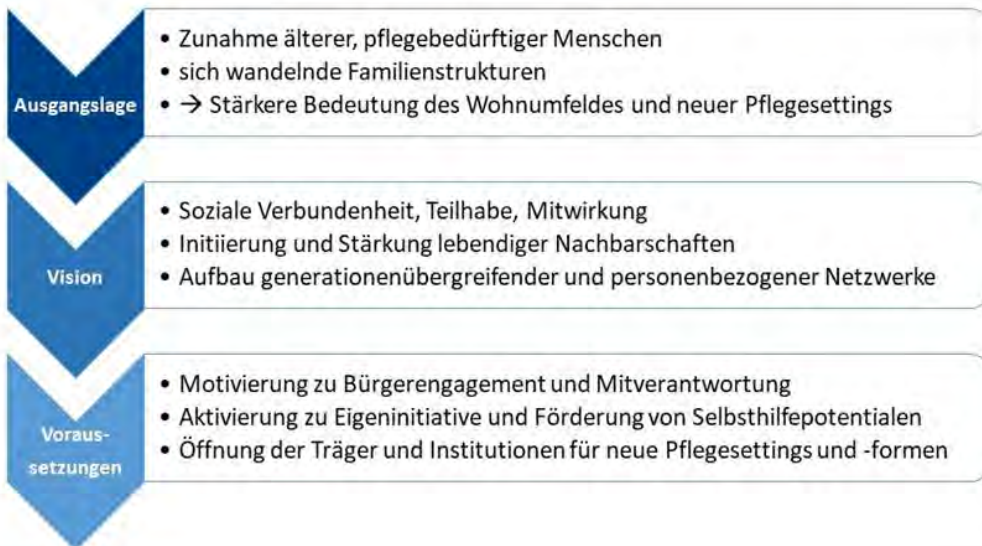 Ausgangslage
• Zunahme älterer, pflegebedürftiger Menschen
• sich wandelnde Familienstrukturen
• → Stärkere Bedeutung des Wohnumfeldes und neuer Pflegesettings
Vision
• Soziale Verbundenheit, Teilhabe, Mitwirkung
• Initiierung und Stärkung lebendiger Nachbarschaften
• Aufbau generationenübergreifender und personenbezogener Netzwerke
Voraus-
setzungen
• Motivierung zu Bürgerengagement und Mitverantwortung
• Aktivierung zu Eigeninitiative und Förderung von Selbsthilfepotentialen
• Öffnung der Träger und Institutionen für neue Pflegesettings und -formen